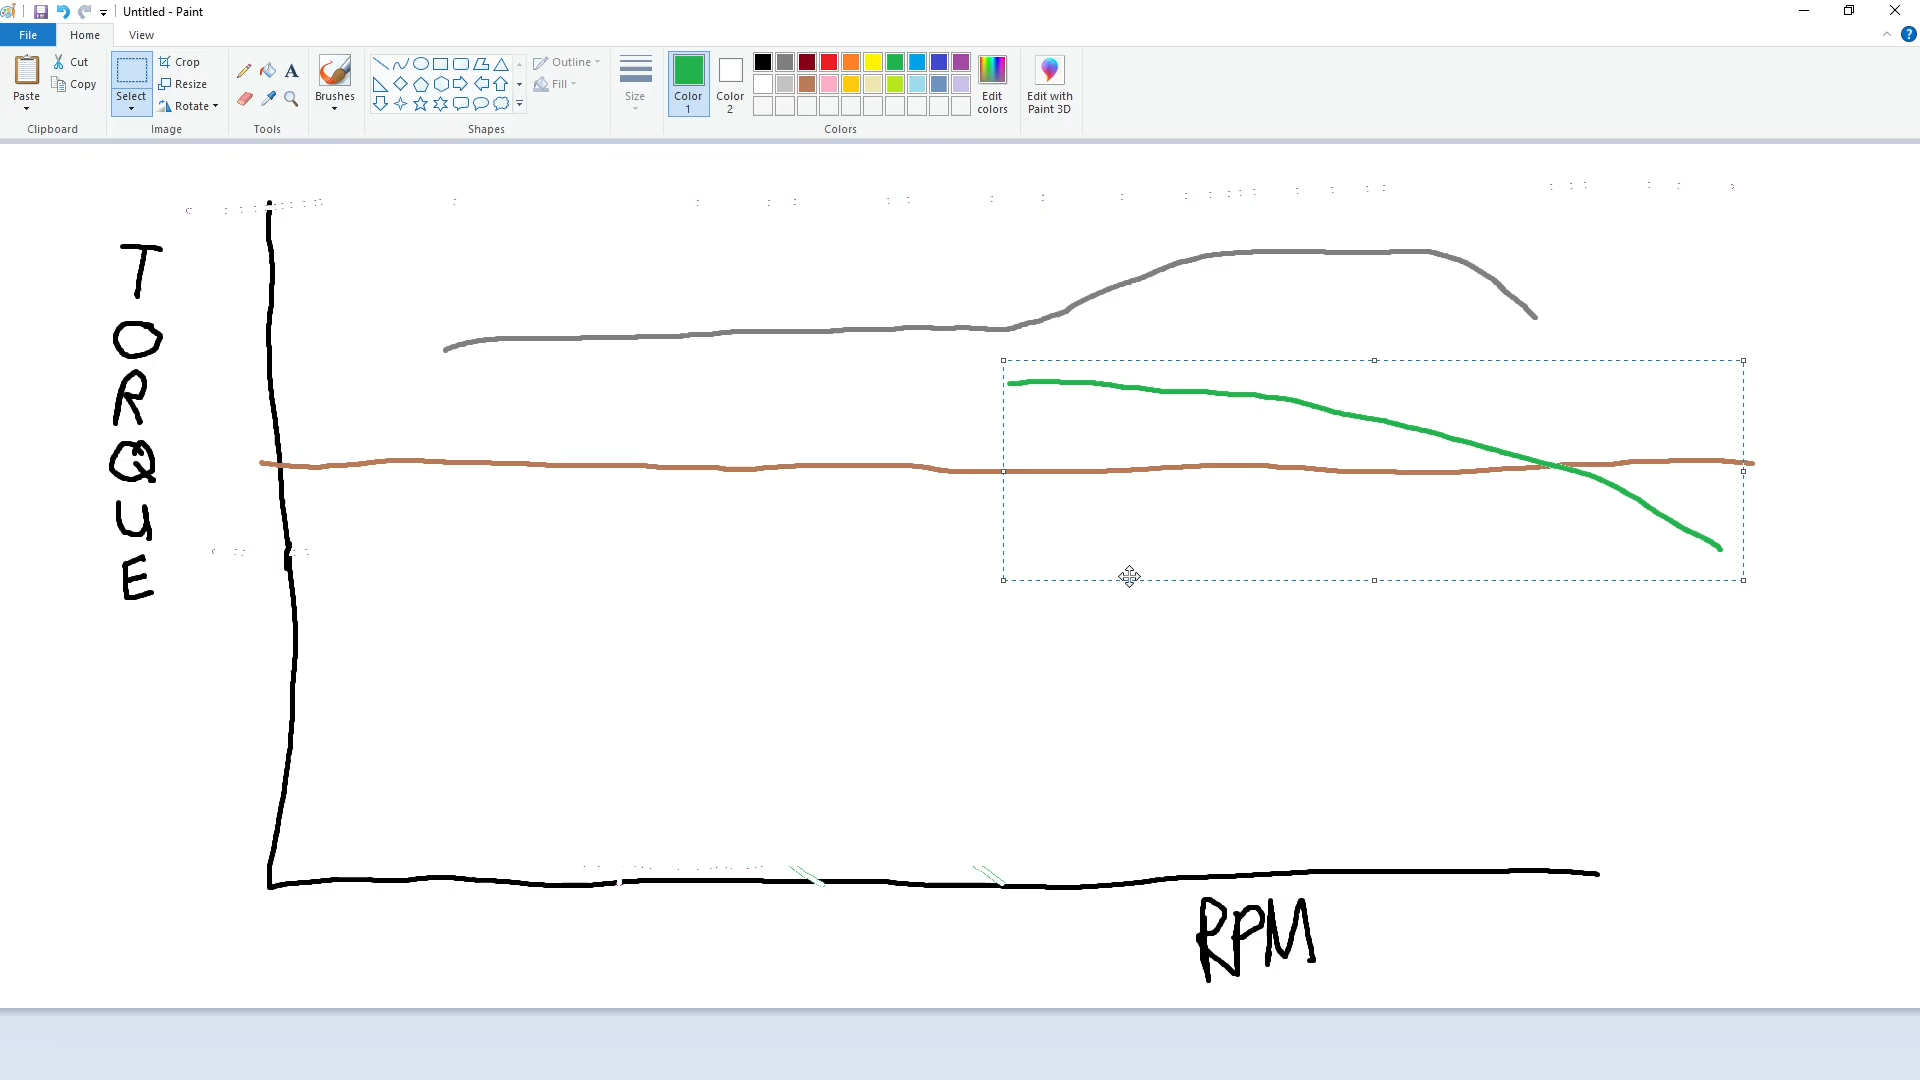 Untitled - Paint
File Home View
Paste
Cut
Copy
Clipboard
Select
Crop
Resize
Rotate
Image
Tools
Brushes
Shapes
Outline
Fill
Size
Color
1
Color
2
Colors
Edit
colors
Edit with
Paint 3D
TORQUE
RPM